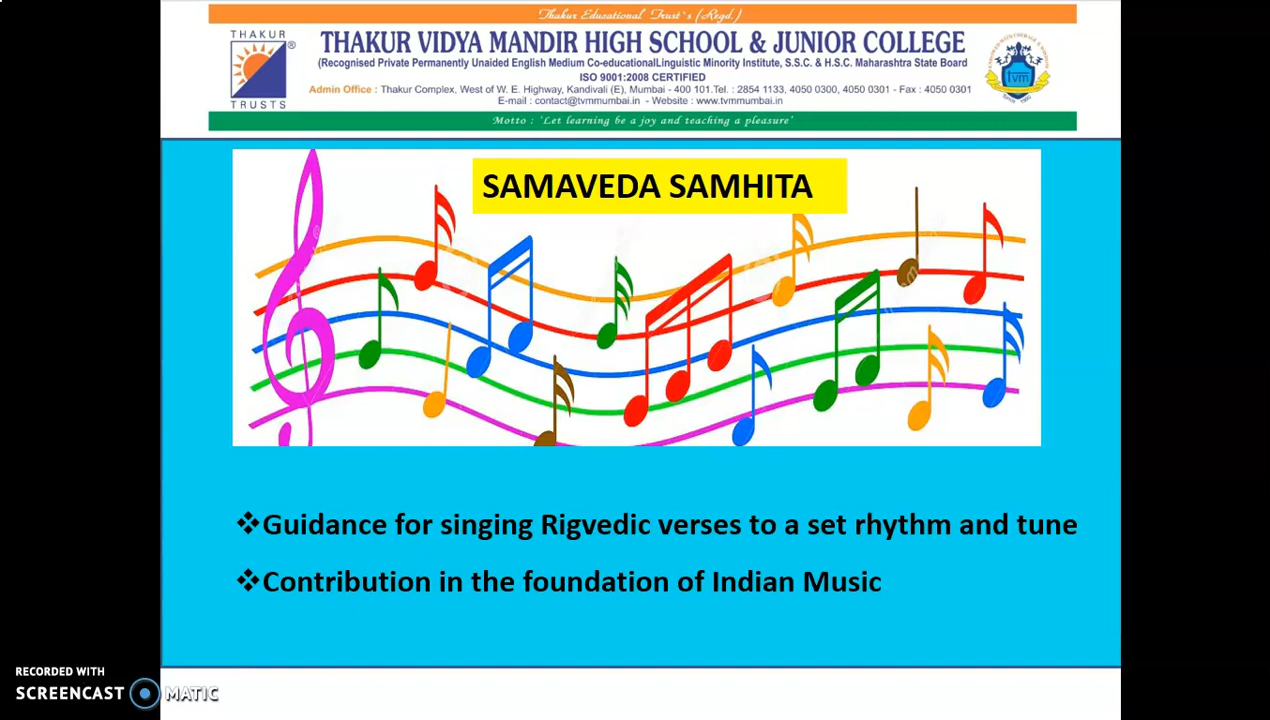 Thakur Educational Trust's (Regd.)
THAKUR
TRUSTS
THAKUR VIDYA MANDIR HIGH SCHOOL & JUNIOR COLLEGE
(Recognised Private Permanently Unaided English Medium Co-educationalLinguistic Minority Institute, S.S.C. & H.S.C. Maharashtra State Board
ISO 9001:2008 CERTIFIED
Admin Office : Thakur Complex, West of W. E. Highway, Kandivali (E), Mumbai - 400 101.Tel. : 2854 1133, 4050 0300, 4050 0301 - Fax : 4050 0301
E-mail : contact@tvmmumbai.in - Website : www.tvmmumbai.in
tvm
Motto : 'Let learning be a joy and teaching a pleasure'
SAMAVEDA SAMHITA
❖Guidance for singing Rigvedic verses to a set rhythm and tune
❖Contribution in the foundation of Indian Music
RECORDED WITH
SCREENCAST MATIC